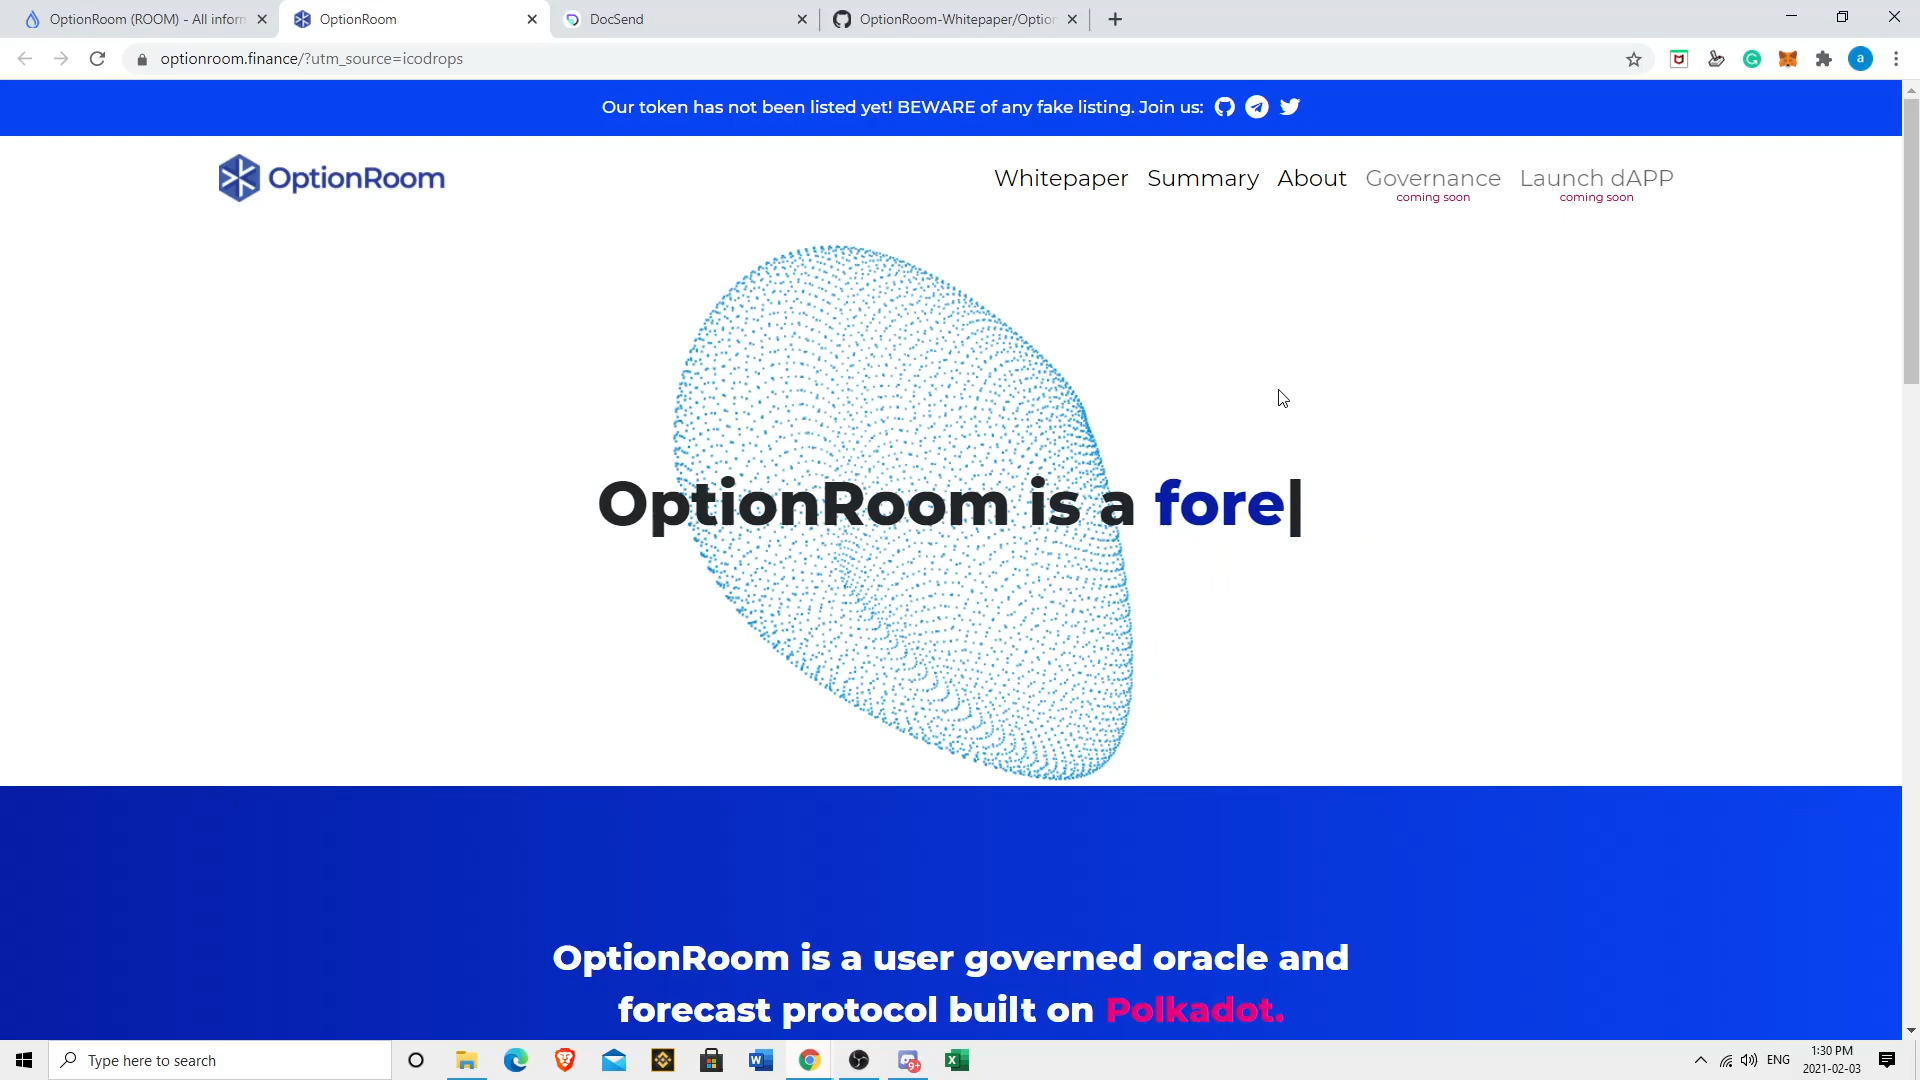 OptionRoom (ROOM) - All inform
OptionRoom
DocSend
OptionRoom-Whitepaper/Option
optionroom.finance/?utm_source=icodrops
a
Our token has not been listed yet! BEWARE of any fake listing. Join us:
OptionRoom
Whitepaper Summary About Governance Launch dAPP
coming soon coming soon
OptionRoom is a fore|
OptionRoom is a user governed oracle and
forecast protocol built on Polkadot.
Type here to search
9+
ENG
1:30 PM
2021-02-03